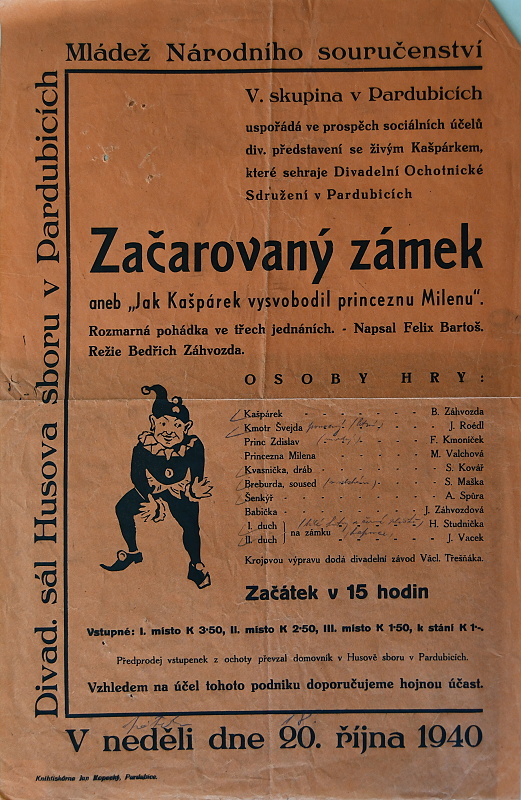 Mládež Národního souručenství
Divad. sál Husova sboru v Pardubicích
V. skupina v Pardubicích
uspořádá ve prospěch sociálních účelů
div. představení se živým Kašpárkem,
které sehraje Divadelní Ochotnické
Sdružení v Pardubicích
Začarovaný zámek
aneb „Jak Kašpárek vysvobodil princeznu Milenu“.
Rozmarná pohádka ve třech jednáních. - Napsal Felix Bartoš.
Režie Bedřich Záhvozda.
OSOBY HRY:
Kašpárek - - - - - - B. Záhvozda
Kmotr Švejda - J. Roédl
Princ Zdislav - F. Kmoníček
Princezna Milena - - - - - M. Valchová
Kvasnička, dráb - - - - - S. Kovář
Breburda, soused - S. Maška
Šenkýř - - - - - - A. Spůra
Babička - - - - - - J. Záhvozdová
I. duch } na zámku H. Studnička
II. duch J. Vacek
Krojovou výpravu dodá divadelní závod Václ. Třešňáka.
Začátek v 15 hodin
Vstupné: I. místo K 3·50, II. místo K 2·50, III. místo K 1·50, k stání K 1·-.
Předprodej vstupenek z ochoty převzal domovník v Husově sboru v Pardubicích.
Vzhledem na účel tohoto podniku doporučujeme hojnou účast.
V neděli dne 20. října 1940
Knihtiskárna Jan Kopecký, Pardubice.